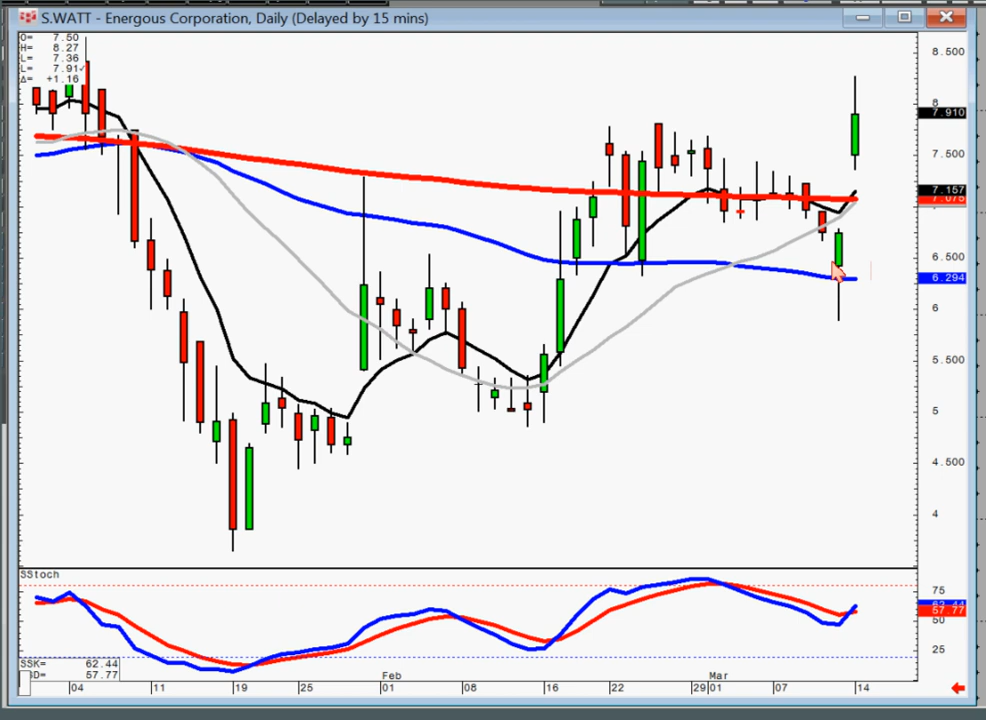 S.WATT - Energous Corporation, Daily (Delayed by 15 mins)
O= 7.50
H= 8.27
L= 7.36
L= 7.91✓
Δ= +1.16
8.500
8
7.910
7.500
7.157
7.076
6.500
6.294
6
5.500
5
4.500
4
SStoch
75
57.77
50
25
SSK= 62.44
D= 57.77
Feb Mar
04 11 19 25 01 08 16 22 29 01 07 14